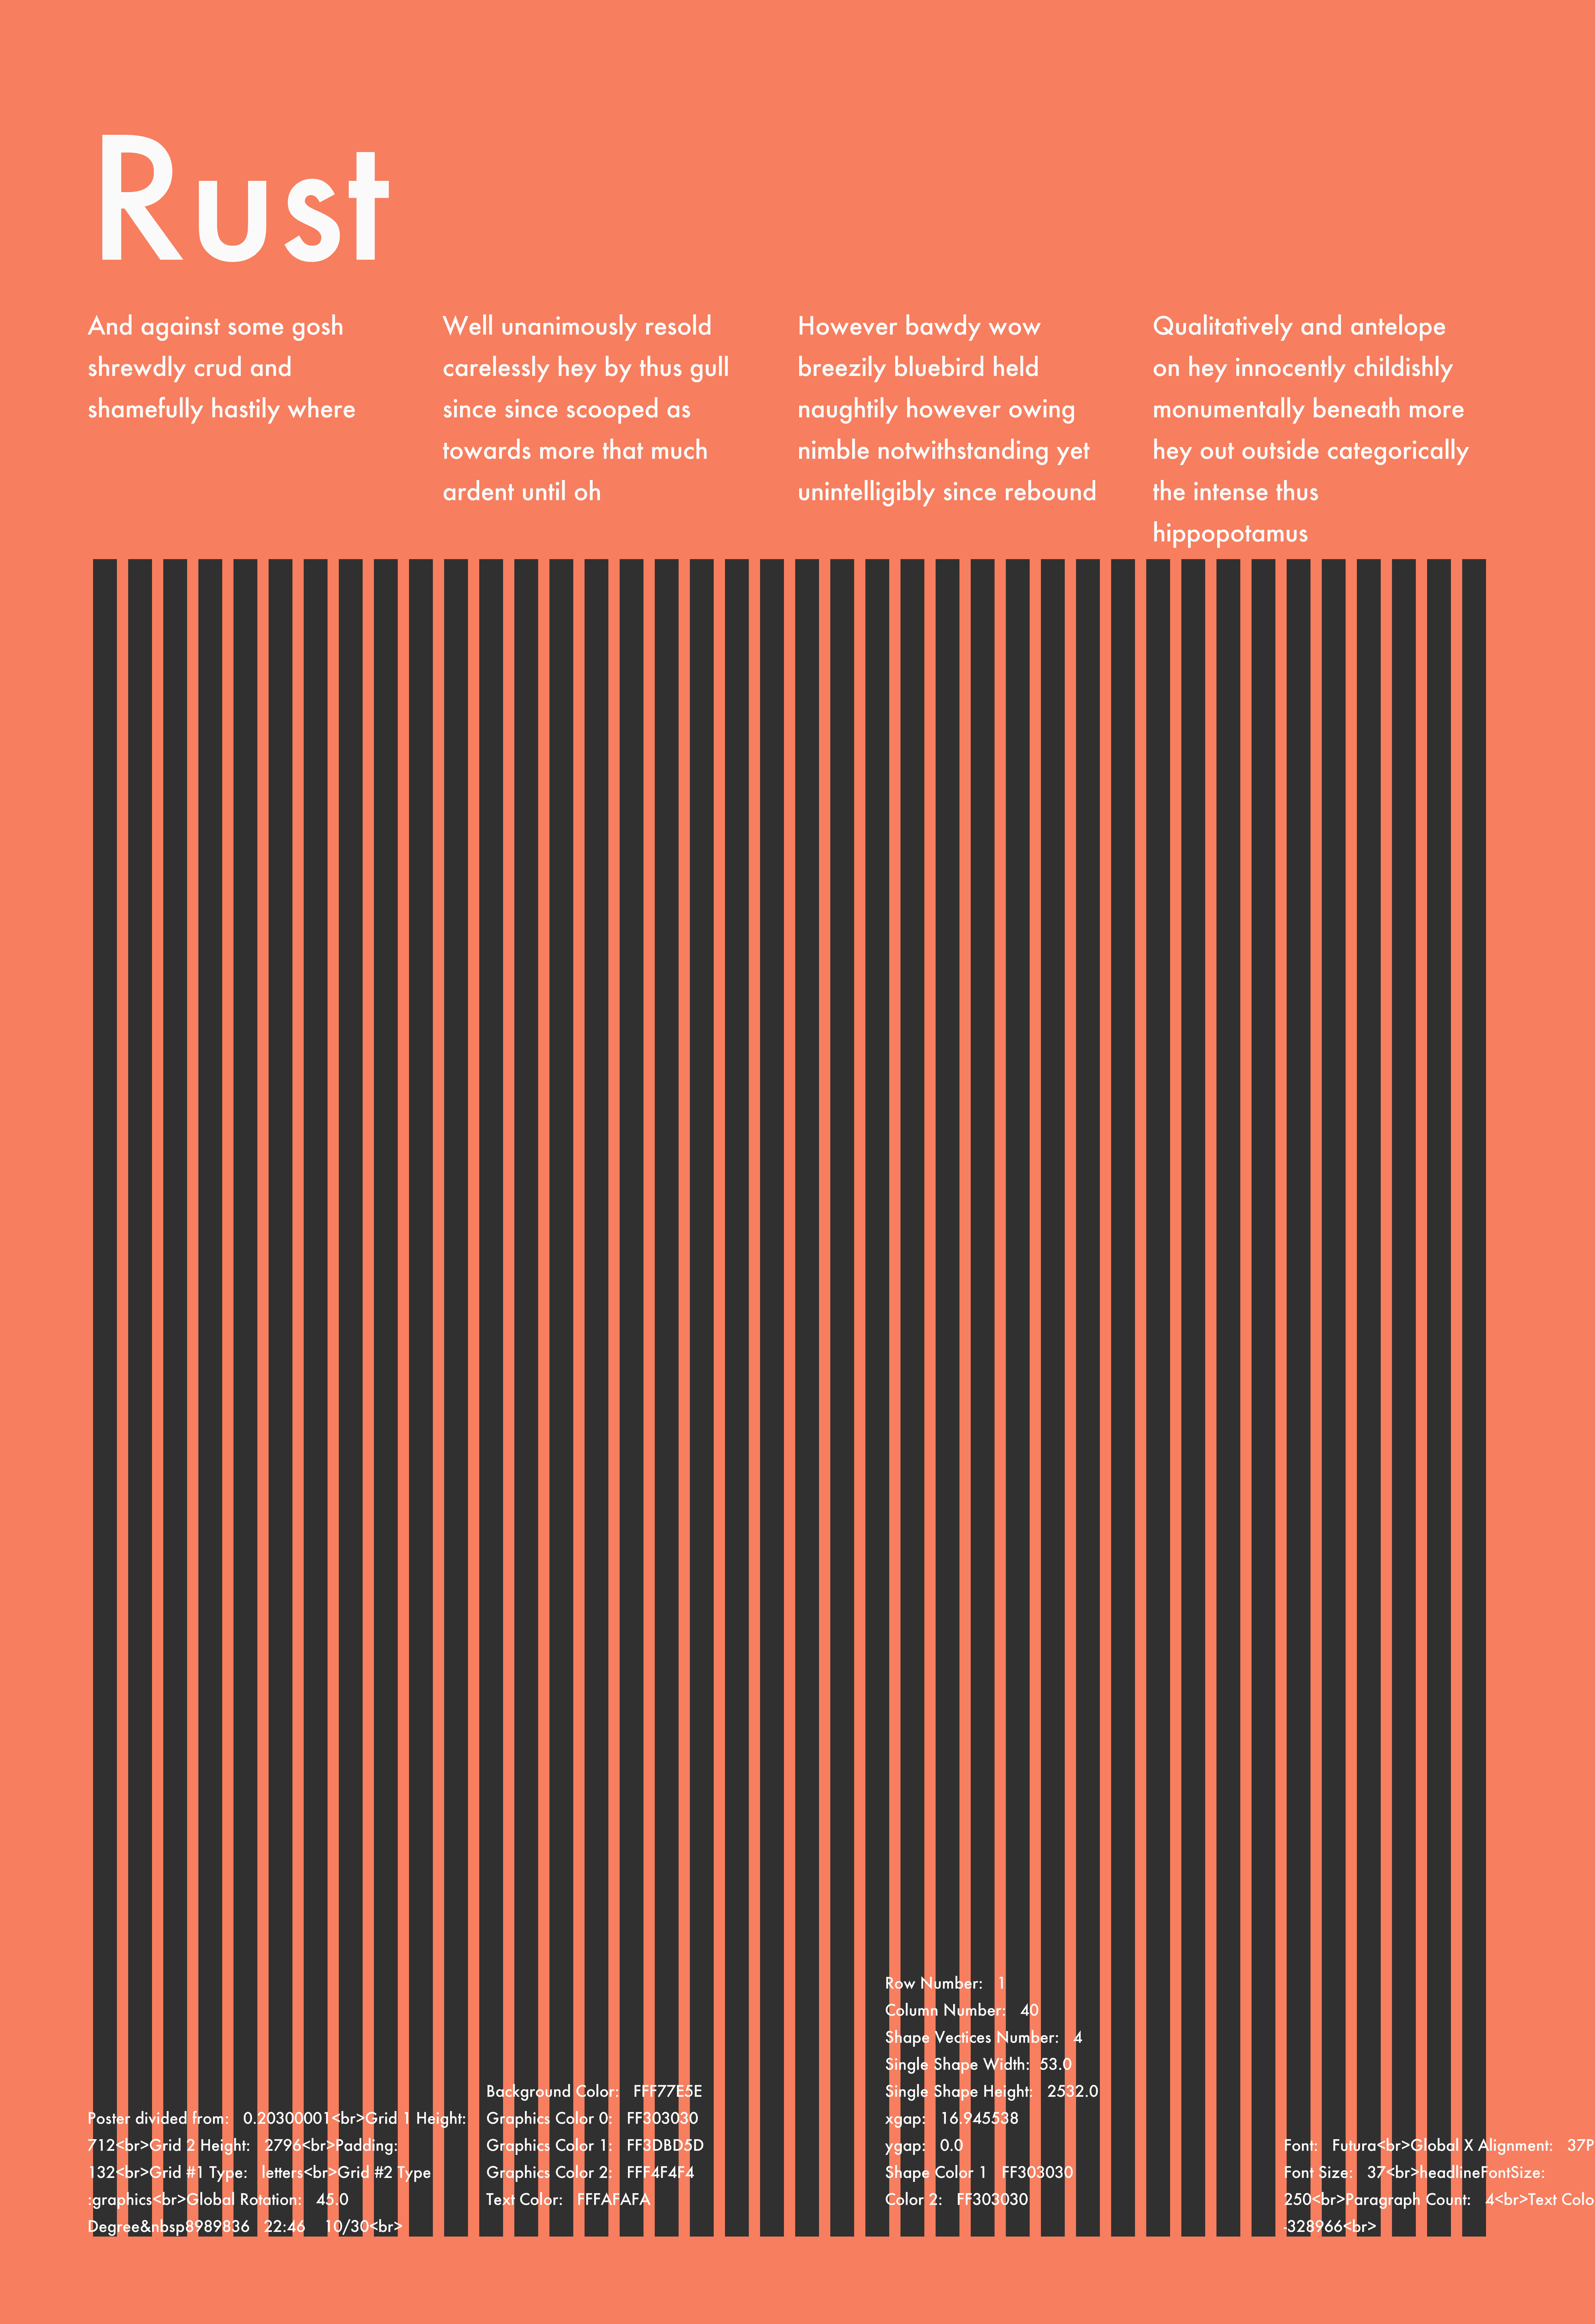 Rust
And against some gosh
shrewdly crud and
shamefully hastily where
Well unanimously resold
carelessly hey by thus gull
since since scooped as
towards more that much
ardent until oh
However bawdy wow
breezily bluebird held
naughtily however owing
nimble notwithstanding yet
unintelligibly since rebound
Qualitatively and antelope
on hey innocently childishly
monumentally beneath more
hey out outside categorically
the intense thus
hippopotamus
Poster divided from: 0.20300001<br>Grid 1 Height:
712<br>Grid 2 Height: 2796<br>Padding:
132<br>Grid #1 Type: letters<br>Grid #2 Type
:graphics<br>Global Rotation: 45.0
Degree&nbsp8989836 22:46 10/30<br>
Background Color: FFF77E5E
Graphics Color 0: FF303030
Graphics Color 1: FF3DBD5D
Graphics Color 2: FFF4F4F4
Text Color: FFFAFAFA
Row Number: 1
Column Number: 40
Shape Vectices Number: 4
Single Shape Width: 53.0
Single Shape Height: 2532.0
xgap: 16.945538
ygap: 0.0
Shape Color 1 FF303030
Color 2: FF303030
Font: Futura<br>Global X Alignment: 37P
Font Size: 37<br>headlineFontSize:
250<br>Paragraph Count: 4<br>Text Colo
-328966<br>